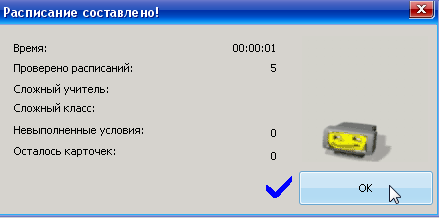 Расписание составлено!
Время: 00:00:01
Проверено расписаний: 5
Сложный учитель:
Сложный класс:
Невыполненные условия: 0
Осталось карточек: 0
OK